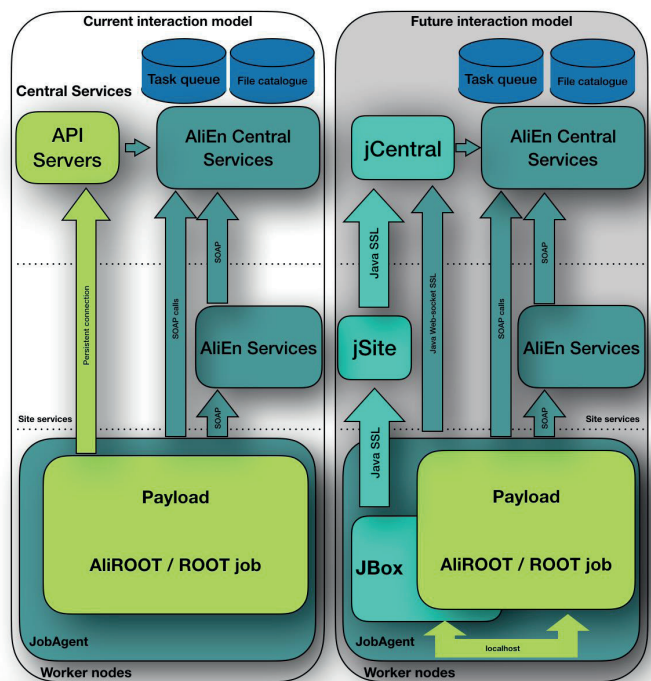 Current interaction model
Task queue
File catalogue
Central Services
API
Servers
AliEn Central
Services
Persistent connection
SOAP calls
SOAP
AliEn Services
Site services
SOAP
Payload
AliROOT / ROOT job
JobAgent
Worker nodes
Future interaction model
Task queue
File catalogue
jCentral
AliEn Central
Services
Java SSL
Java Web-socket SSL
SOAP calls
SOAP
jSite
AliEn Services
Site services
Java SSL
SOAP
Payload
JBox
AliROOT / ROOT job
JobAgent
localhost
Worker nodes